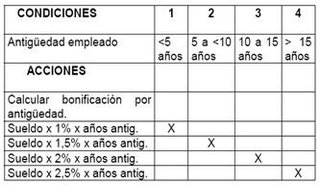 CONDICIONES 1 2 3 4
Antigüedad empleado <5 años 5 a <10 años 10 a 15 años > 15 años
ACCIONES
Calcular bonificación por
antigüedad.
Sueldo x 1% x años antig. X
Sueldo x 1,5% x años antig. X
Sueldo x 2% x años antig. X
Sueldo x 2,5% x años antig. X